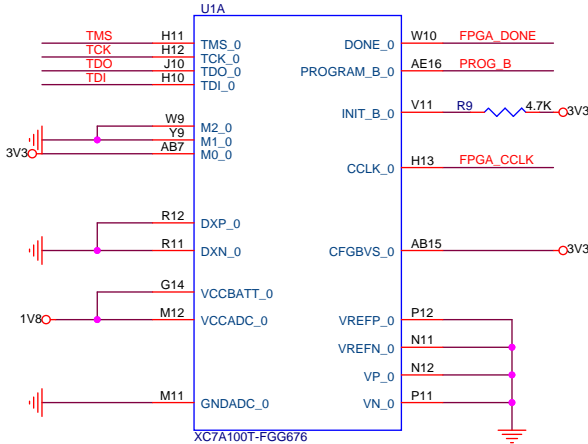 U1A
TMS H11 TMS_0 DONE_0 W10 FPGA_DONE
TCK H12 TCK_0
TDO J10 TDO_0 PROGRAM_B_0 AE16 PROG_B
TDI H10 TDI_0
INIT_B_0 V11 R9 4.7K 3V3
W9 M2_0
Y9 M1_0
3V3 AB7 M0_0
CCLK_0 H13 FPGA_CCLK
R12 DXP_0
R11 DXN_0 CFGBVS_0 AB15 3V3
G14 VCCBATT_0
1V8 M12 VCCADC_0 VREFP_0 P12
VREFN_0 N11
VP_0 N12
M11 GNDADC_0 VN_0 P11
XC7A100T-FGG676